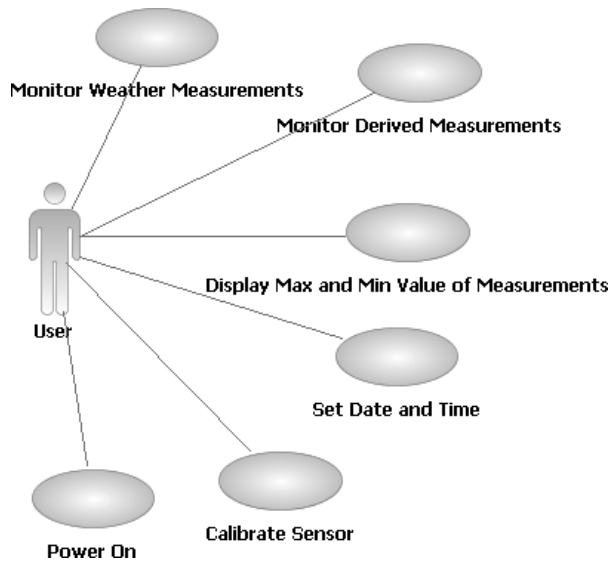 Monitor Weather Measurements
Monitor Derived Measurements
Display Max and Min Value of Measurements
User
Set Date and Time
Calibrate Sensor
Power On